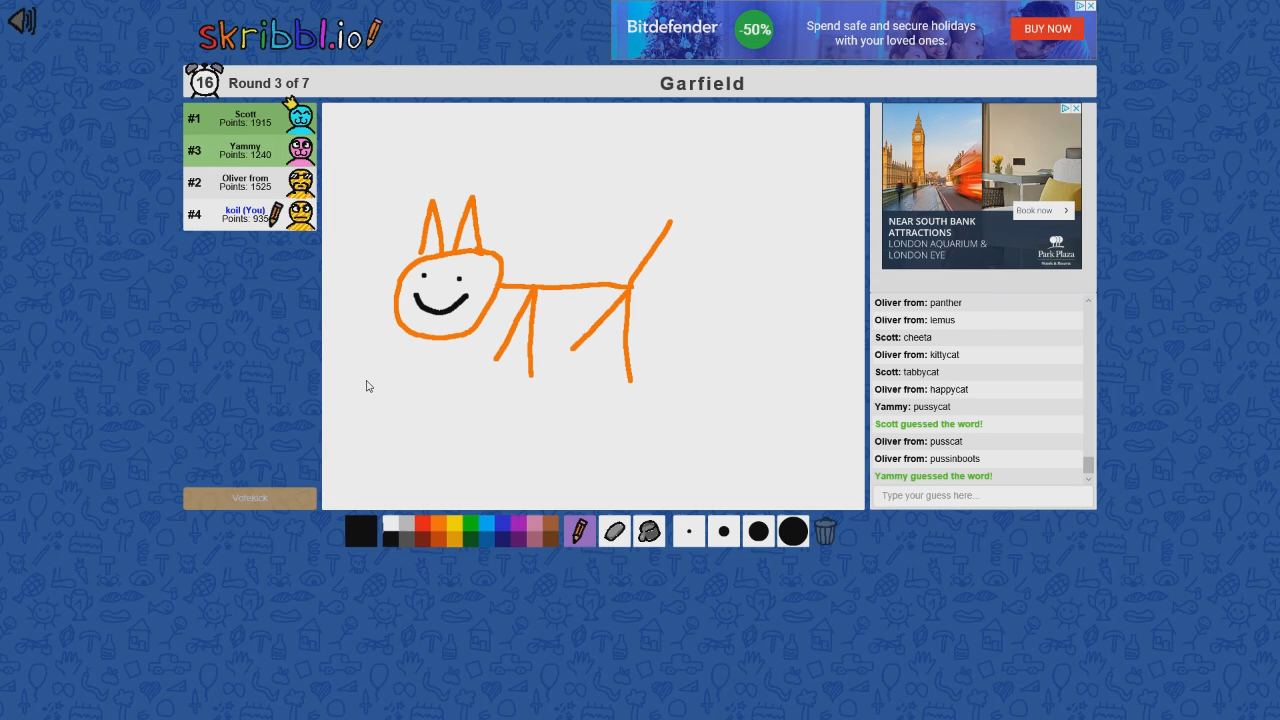 skribbl.io
Bitdefender
-50%
Spend safe and secure holidays
with your loved ones.
BUY NOW
16
Round 3 of 7
Garfield
#1
Scott
Points: 1915
#3
Yammy
Points: 1240
#2
Oliver from
Points: 1525
#4
koil (You)
Points: 935
Votekick
Book now
NEAR SOUTH BANK
ATTRACTIONS
LONDON AQUARIUM &
LONDON EYE
Park Plaza
Hotels & Resorts
Oliver from: panther
Oliver from: lemus
Scott: cheeta
Oliver from: kittycat
Scott: tabbycat
Oliver from: happycat
Yammy: pussycat
Scott guessed the word!
Oliver from: pusscat
Oliver from: pussinboots
Yammy guessed the word!
Type your guess here...